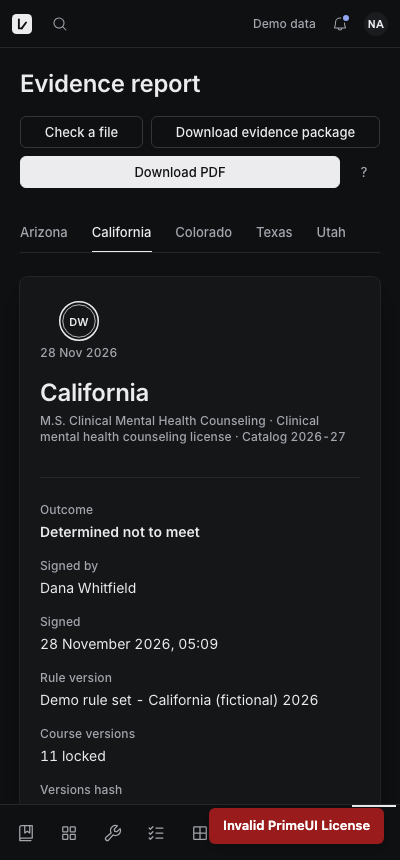 Demo data
NA
Evidence report
Check a file
Download evidence package
Download PDF
?
Arizona
California
Colorado
Texas
Utah
DW
28 Nov 2026
California
M.S. Clinical Mental Health Counseling · Clinical
mental health counseling license · Catalog 2026-27
Outcome
Determined not to meet
Signed by
Dana Whitfield
Signed
28 November 2026, 05:09
Rule version
Demo rule set - California (fictional) 2026
Course versions
11 locked
Versions hash
Invalid PrimeUI License